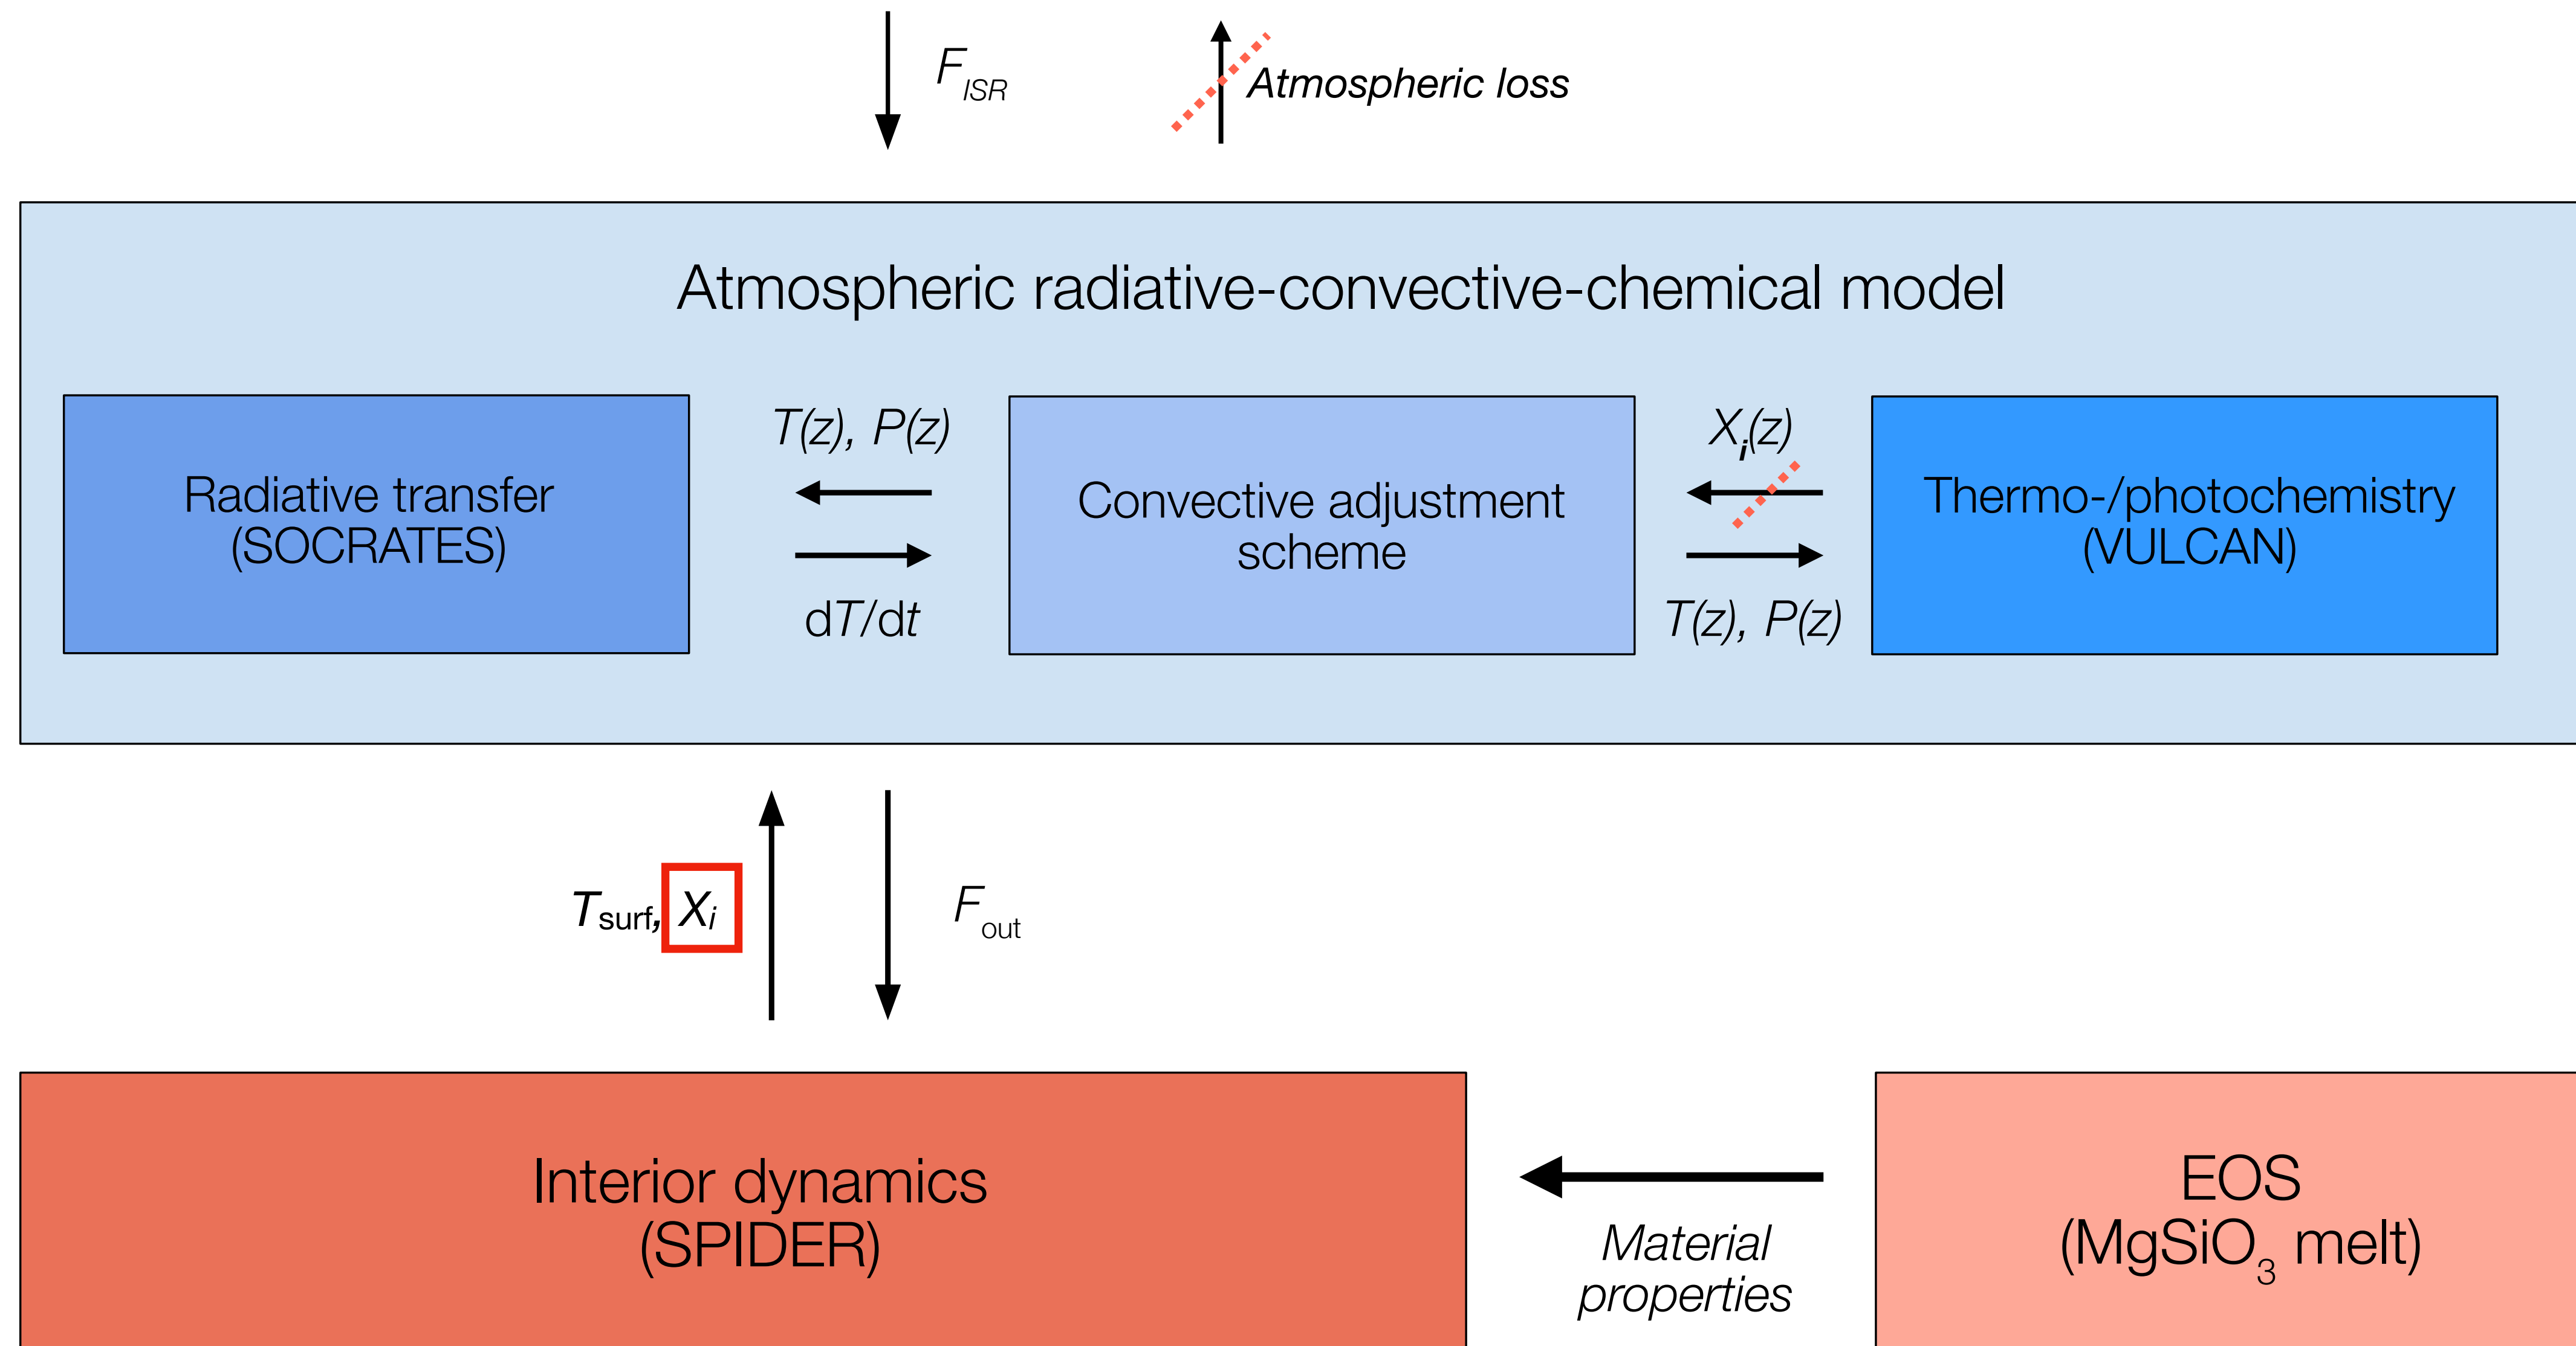 F_ISR
Atmospheric loss
Atmospheric radiative-convective-chemical model
Radiative transfer
(SOCRATES)
T(z), P(z)
dT/dt
Convective adjustment
scheme
X_i(z)
T(z), P(z)
Thermo-/photochemistry
(VULCAN)
T_surf, X_i
F_out
Interior dynamics
(SPIDER)
Material
properties
EOS
(MgSiO₃ melt)